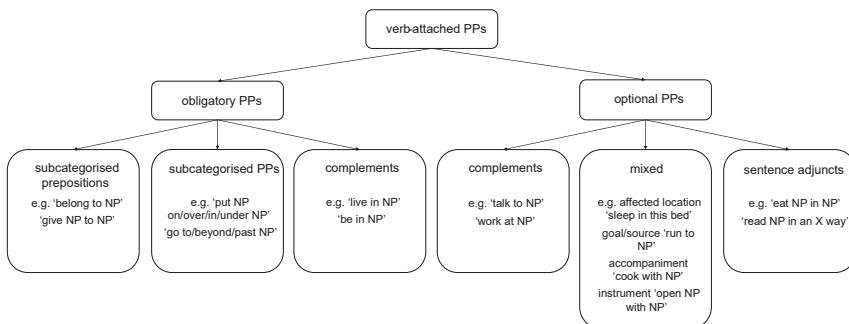 verb-attached PPs
obligatory PPs
optional PPs
subcategorised
prepositions
e.g. ‘belong to NP’
‘give NP to NP’
subcategorised PPs
e.g. ‘put NP
on/over/in/under NP’
‘go to/beyond/past NP’
complements
e.g. ‘live in NP’
‘be in NP’
complements
e.g. ‘talk to NP’
‘work at NP’
mixed
e.g. affected location
‘sleep in this bed’
goal/source ‘run to
NP’
accompaniment
‘cook with NP’
instrument ‘open NP
with NP’
sentence adjuncts
e.g. ‘eat NP in NP’
‘read NP in an X way’